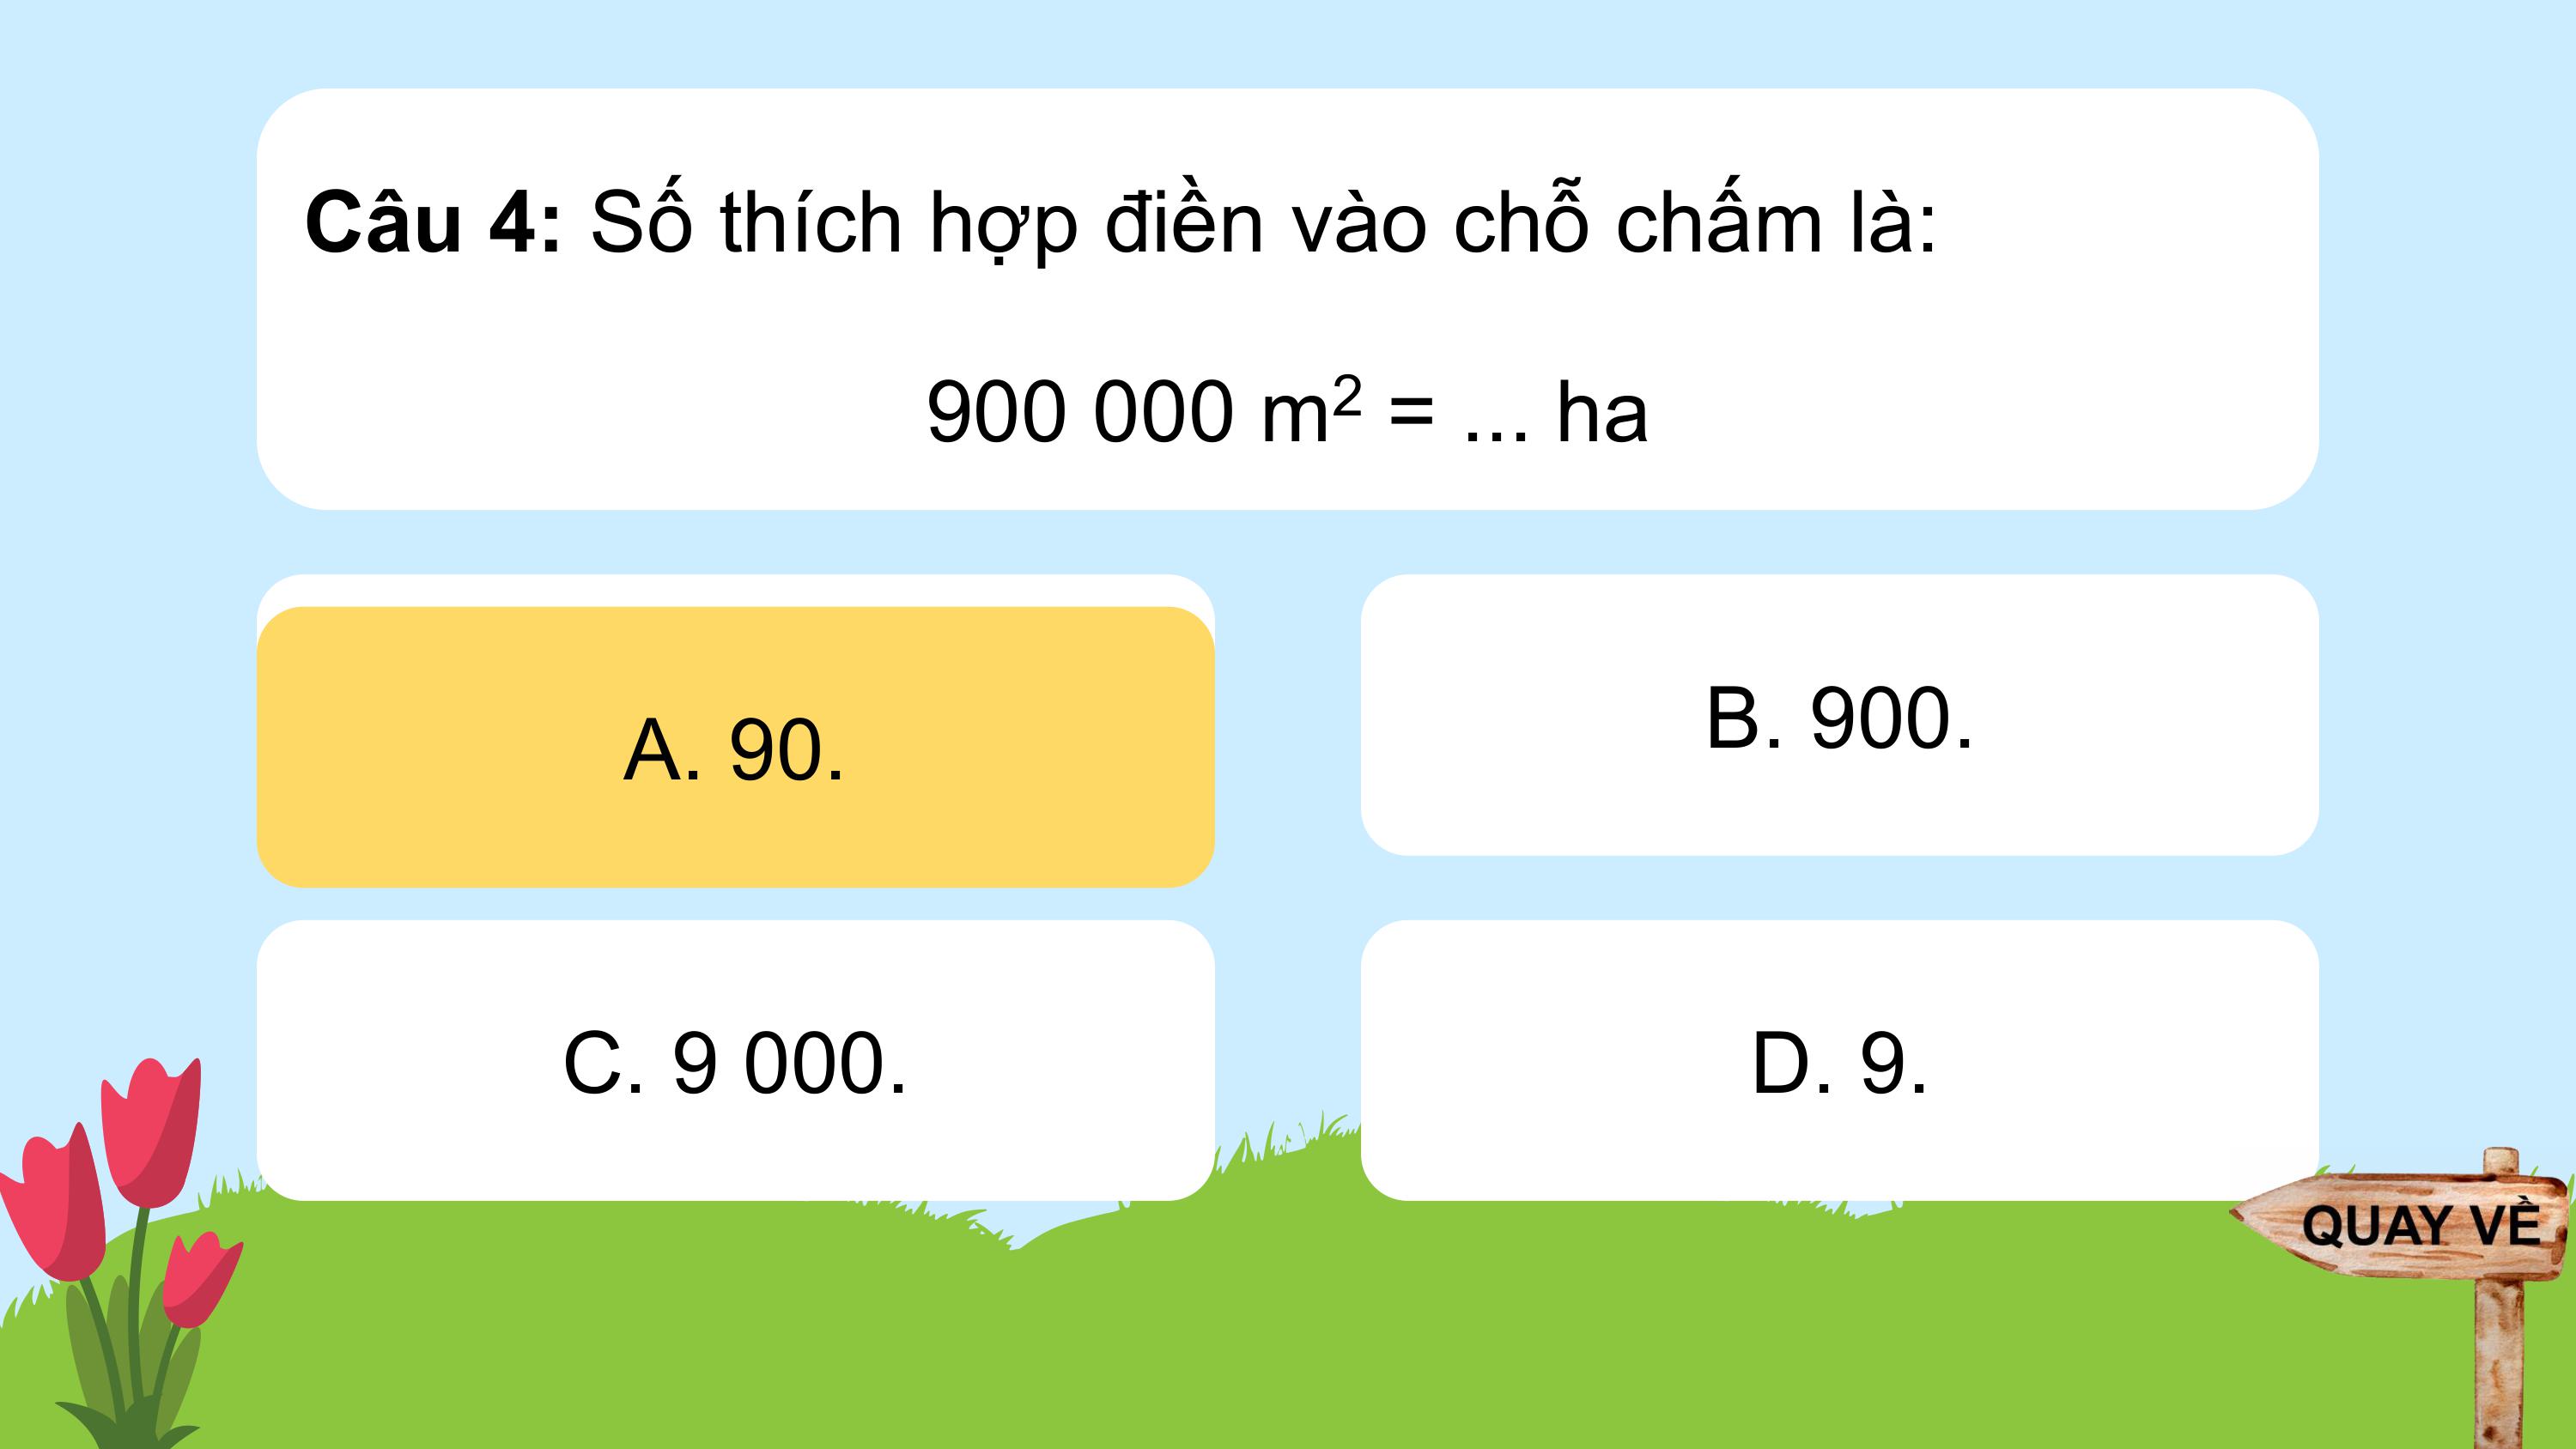 Câu 4: Số thích hợp điền vào chỗ chấm là:
900 000 m² = ... ha
A. 90.
B. 900.
C. 9 000.
D. 9.
QUAY VỀ